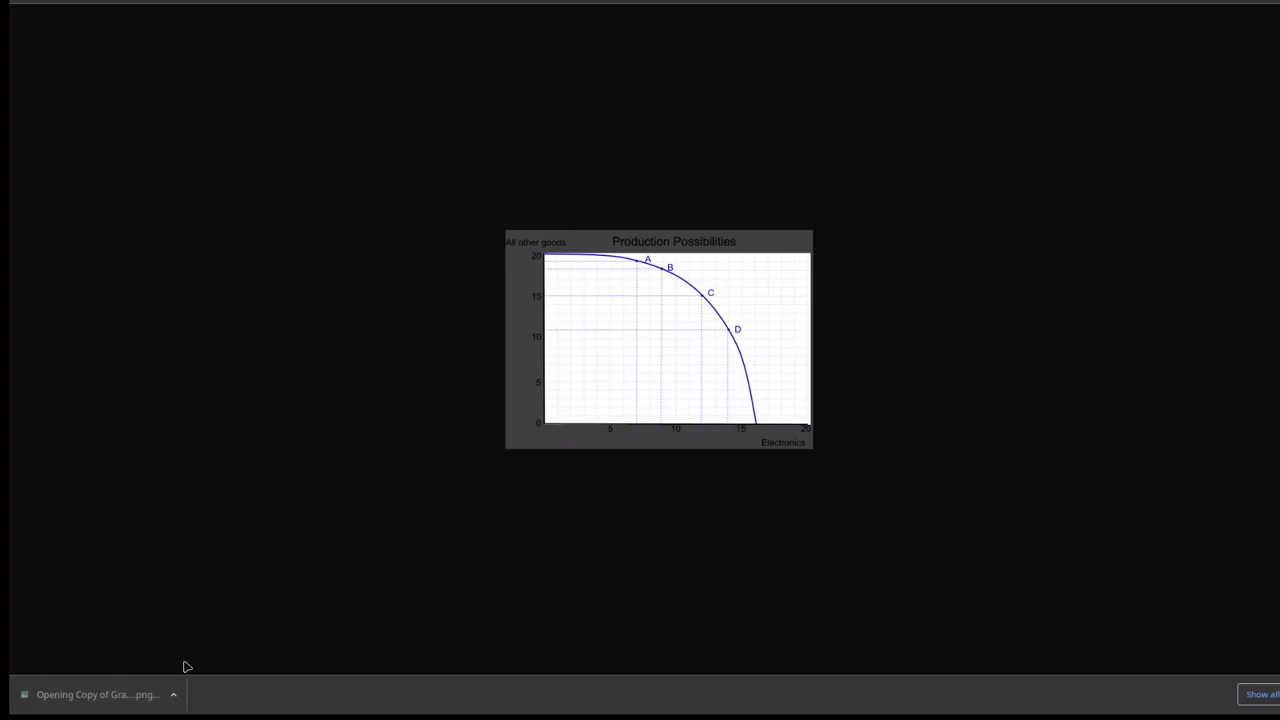 Production Possibilities
All other goods
20
A
B
15
C
D
10
5
0
5 10 15 20
Electronics
Opening Copy of Gra....png...
Show all